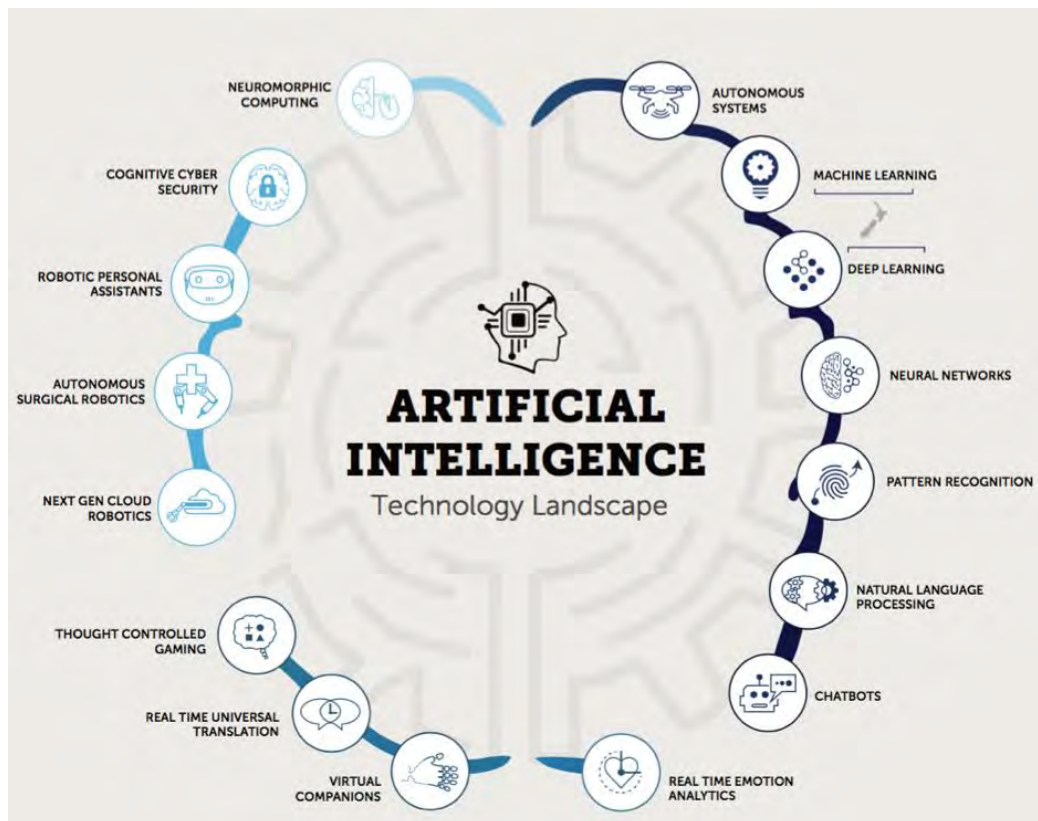 NEUROMORPHIC
COMPUTING
COGNITIVE CYBER
SECURITY
ROBOTIC PERSONAL
ASSISTANTS
AUTONOMOUS
SURGICAL ROBOTICS
NEXT GEN CLOUD
ROBOTICS
THOUGHT CONTROLLED
GAMING
REAL TIME UNIVERSAL
TRANSLATION
VIRTUAL
COMPANIONS
ARTIFICIAL
INTELLIGENCE
Technology Landscape
AUTONOMOUS
SYSTEMS
MACHINE LEARNING
DEEP LEARNING
NEURAL NETWORKS
PATTERN RECOGNITION
NATURAL LANGUAGE
PROCESSING
CHATBOTS
REAL TIME EMOTION
ANALYTICS